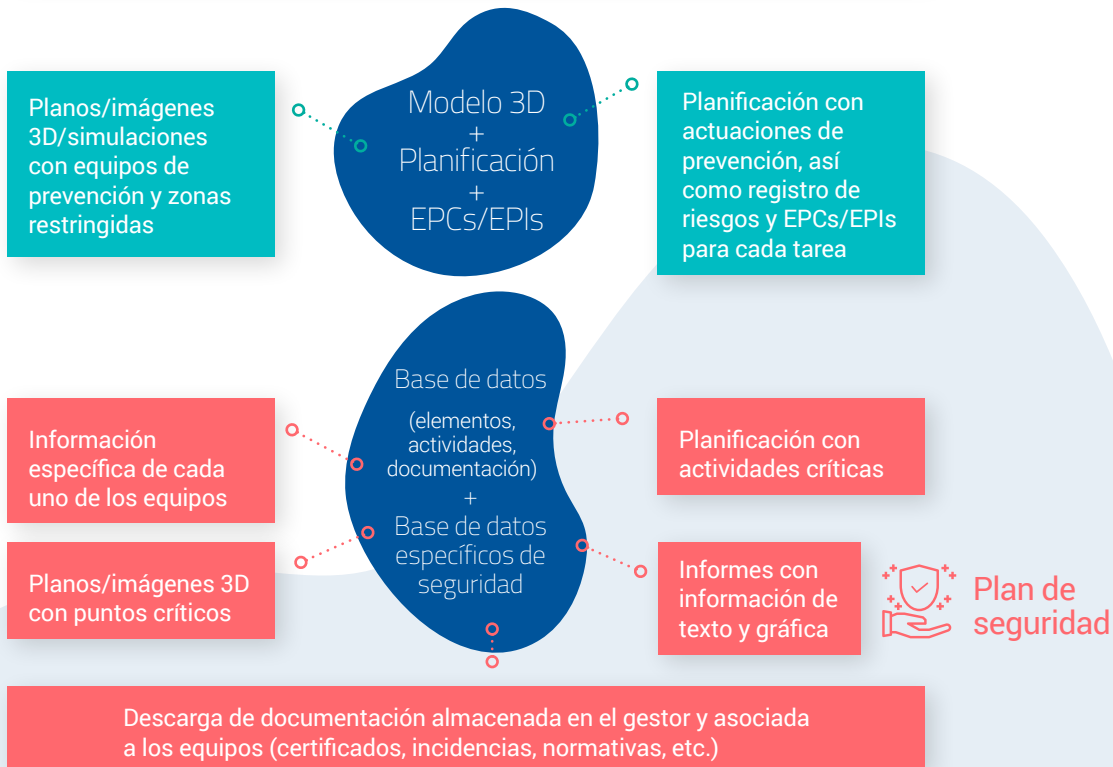 Planos/imágenes
3D/simulaciones
con equipos de
prevención y zonas
restringidas
Modelo 3D
+
Planificación
+
EPCs/EPIs
Planificación con
actuaciones de
prevención, así
como registro de
riesgos y EPCs/EPIs
para cada tarea
Información
específica de cada
uno de los equipos
Planos/imágenes 3D
con puntos críticos
Base de datos
(elementos,
actividades,
documentación)
+
Base de datos
específicos de
seguridad
Planificación con
actividades críticas
Informes con
información de
texto y gráfica
Plan de
seguridad
Descarga de documentación almacenada en el gestor y asociada
a los equipos (certificados, incidencias, normativas, etc.)